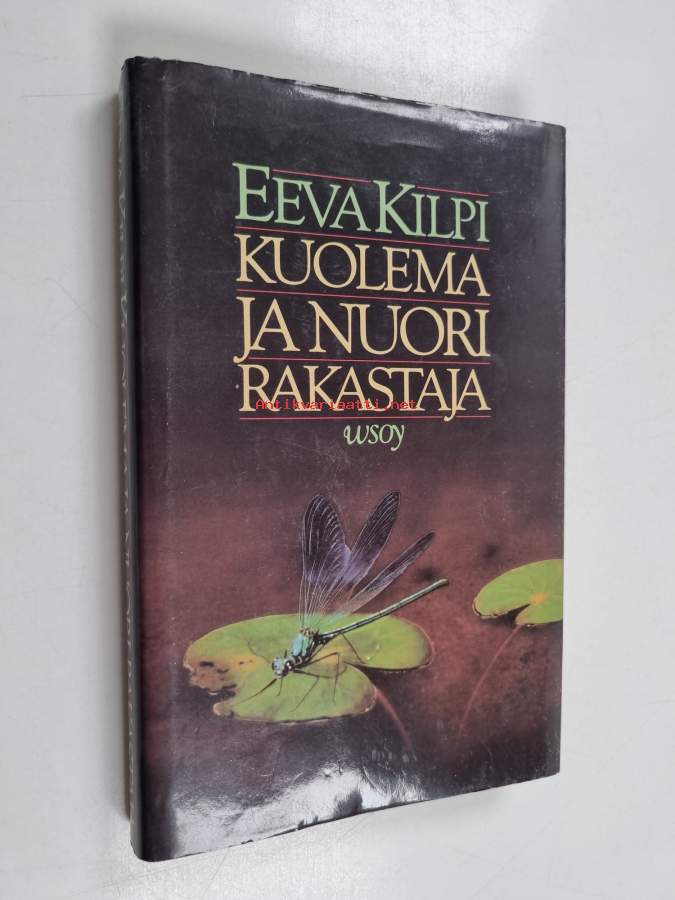 EEVA KILPI
KUOLEMA
JA NUORI
RAKASTAJA
Antikvariaatti.net
WSOY